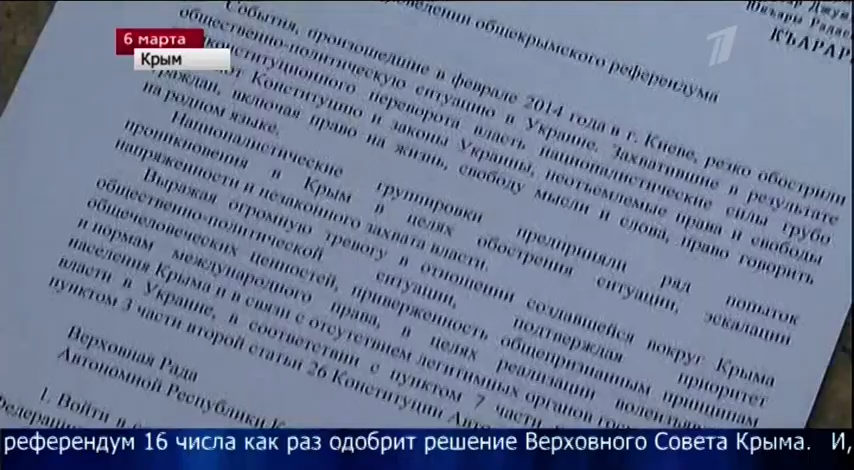 6 марта
Крым
1
КЪАРАР
проведении общекрымского референдума
События, произошедшие в феврале 2014 года в г. Киеве, резко обострили
общественно-политическую ситуацию в Украине. Захватившие в результате
конституционного переворота власть националистические силы грубо
Конституцию и законы Украины, неотъемлемые права и свободы
граждан, включая право на жизнь, свободу мысли и слова, право говорить
на родном языке.
Националистические группировки предприняли ряд попыток
проникновения в Крым в целях обострения ситуации, эскалации
напряженности и незаконного захвата власти.
Выражая огромную тревогу в отношении создавшейся вокруг Крыма
общественно-политической ситуации, подтверждая приоритет
общечеловеческих ценностей, приверженность общепризнанным принципам
и нормам международного права, в целях реализации
населения Крыма и в связи с отсутствием легитимных органов
власти в Украине, в соответствии с пунктом 7 части
пунктом 3 части второй статьи 26 Конституции
Верховная Рада
Автономной Республики
1. Войти в
референдум 16 числа как раз одобрит решение Верховного Совета Крыма. И,